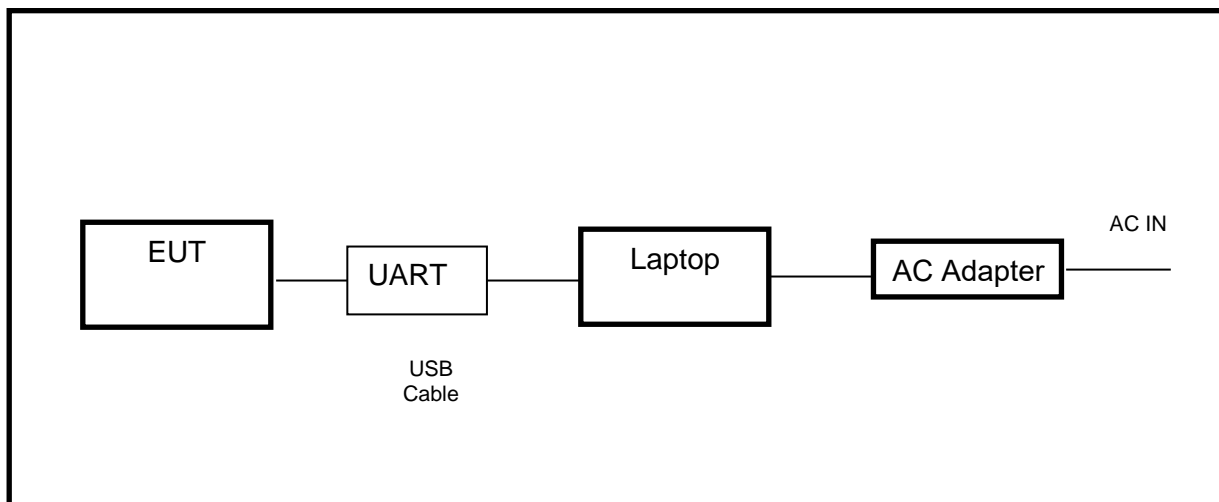 AC IN
EUT
UART
Laptop
AC Adapter
USB
Cable